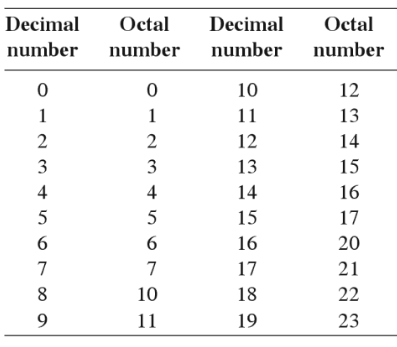 Decimal Octal Decimal Octal
number number number number
0 0 10 12
1 1 11 13
2 2 12 14
3 3 13 15
4 4 14 16
5 5 15 17
6 6 16 20
7 7 17 21
8 10 18 22
9 11 19 23